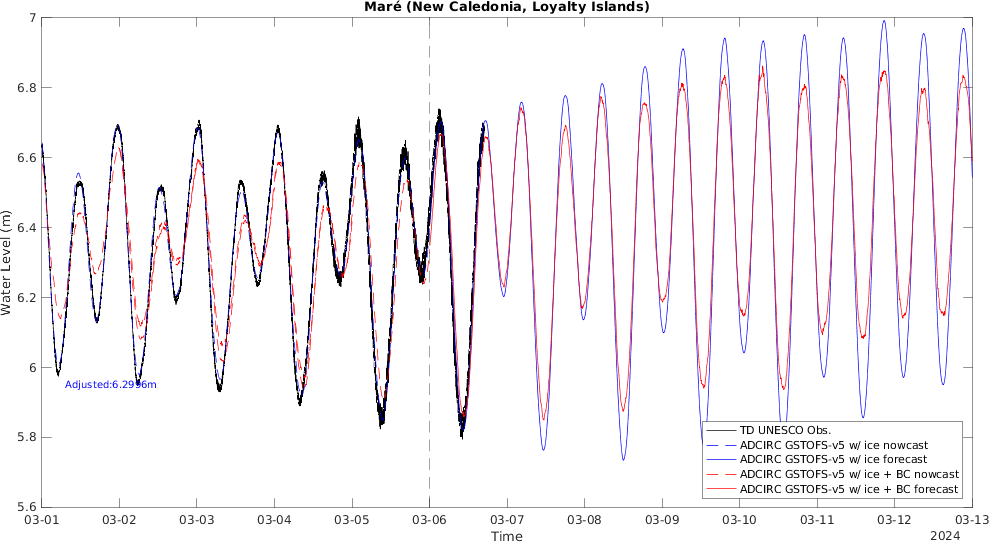 Maré (New Caledonia, Loyalty Islands)
7
6.8
6.6
6.4
6.2
6
5.8
5.6
Water Level (m)
Adjusted:6.2996m
TD UNESCO Obs.
ADCIRC GSTOFS-v5 w/ ice nowcast
ADCIRC GSTOFS-v5 w/ ice forecast
ADCIRC GSTOFS-v5 w/ ice + BC nowcast
ADCIRC GSTOFS-v5 w/ ice + BC forecast
03-01 03-02 03-03 03-04 03-05 03-06 03-07 03-08 03-09 03-10 03-11 03-12 03-13
Time
2024